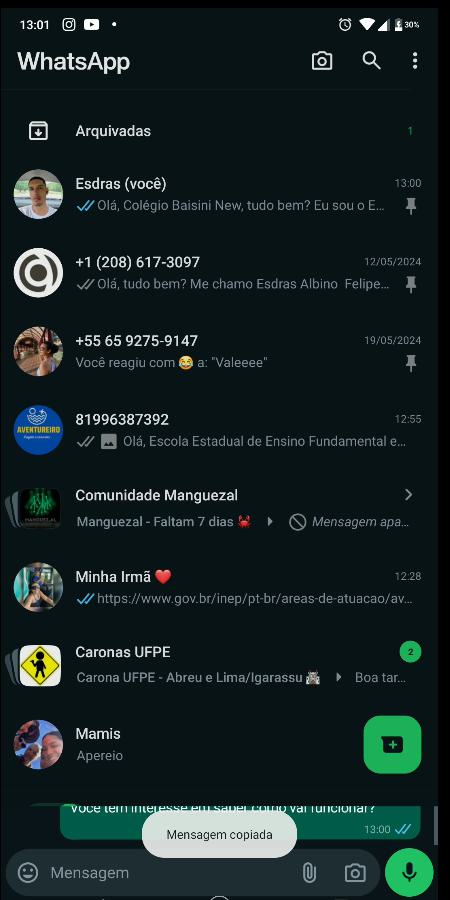 13:01
30%
WhatsApp
Arquivadas 1
Esdras (você) 13:00
Olá, Colégio Baisini New, tudo bem? Eu sou o E...
+1 (208) 617-3097 12/05/2024
Olá, tudo bem? Me chamo Esdras Albino Felipe...
+55 65 9275-9147 19/05/2024
Você reagiu com 😂 a: "Valeeee"
AVENTUREIRO
81996387392 12:55
Olá, Escola Estadual de Ensino Fundamental e...
Comunidade Manguezal
MANGUEZAL
Manguezal - Faltam 7 dias 🦀 Mensagem apa...
Minha Irmã ❤️ 12:28
https://www.gov.br/inep/pt-br/areas-de-atuacao/av...
Caronas UFPE 2
Carona UFPE - Abreu e Lima/Igarassu Boa tar...
Mamis
Apereio
Você tem interesse em saber como vai funcionar?
13:00
Mensagem copiada
Mensagem